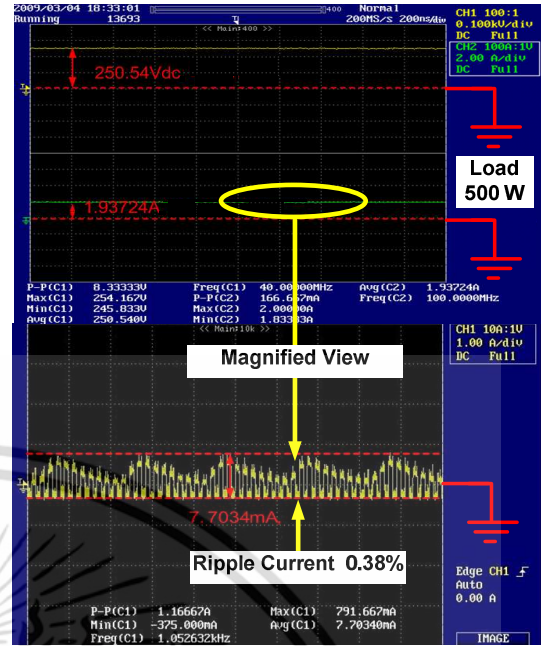 2009/03/04 18:33:01 400 Normal
Running 13693 200MS/s 200ns/div
<< Main:400 >>
CH1 100:1
0.100kV/div
DC Full
CH2 100A:1V
2.00 A/div
DC Full
250.54Vdc
Load
500 W
1.93724A
P-P(C1) 8.33333V Freq(C1) 40.00000MHz Avg(C2) 1.93724A
Max(C1) 254.167V P-P(C2) 166.667mA Freq(C2) 100.0000MHz
Min(C1) 245.833V Max(C2) 2.00000A
Avg(C1) 250.540V Min(C2) 1.83333A
<< Main:10k >>
CH1 10A:1V
1.00 A/div
DC Full
Magnified View
7.7034mA
Ripple Current 0.38%
Edge CH1
Auto
0.00 A
P-P(C1) 1.16667A Max(C1) 791.667mA
Min(C1) -375.000mA Avg(C1) 7.70340mA
Freq(C1) 1.052632kHz
IMAGE